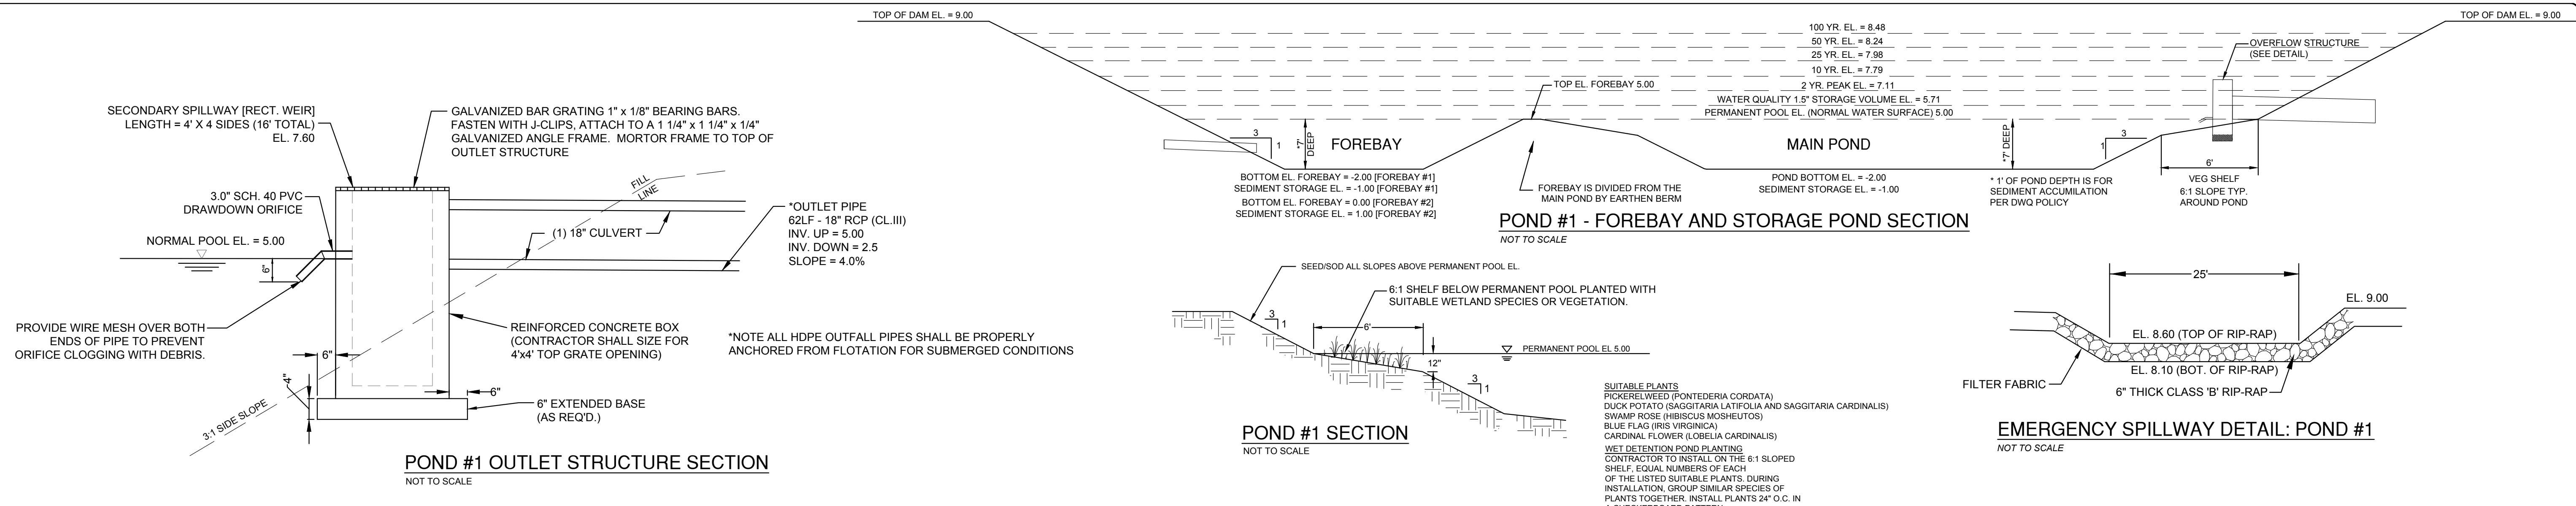 SECONDARY SPILLWAY [RECT. WEIR]
LENGTH = 4' X 4 SIDES (16' TOTAL)
EL. 7.60
GALVANIZED BAR GRATING 1" x 1/8" BEARING BARS.
FASTEN WITH J-CLIPS, ATTACH TO A 1 1/4" x 1 1/4" x 1/4"
GALVANIZED ANGLE FRAME. MORTOR FRAME TO TOP OF
OUTLET STRUCTURE
3.0" SCH. 40 PVC
DRAWDOWN ORIFICE
FILL
LINE
NORMAL POOL EL. = 5.00
6"
(1) 18" CULVERT
*OUTLET PIPE
62LF - 18" RCP (CL.III)
INV. UP = 5.00
INV. DOWN = 2.5
SLOPE = 4.0%
PROVIDE WIRE MESH OVER BOTH
ENDS OF PIPE TO PREVENT
ORIFICE CLOGGING WITH DEBRIS.
REINFORCED CONCRETE BOX
(CONTRACTOR SHALL SIZE FOR
4'x4' TOP GRATE OPENING)
*NOTE ALL HDPE OUTFALL PIPES SHALL BE PROPERLY
ANCHORED FROM FLOTATION FOR SUBMERGED CONDITIONS
6"
4"
6"
6" EXTENDED BASE
(AS REQ'D.)
3:1 SIDE SLOPE
POND #1 OUTLET STRUCTURE SECTION
NOT TO SCALE
TOP OF DAM EL. = 9.00
TOP OF DAM EL. = 9.00
100 YR. EL. = 8.48
50 YR. EL. = 8.24
25 YR. EL. = 7.98
10 YR. EL. = 7.79
2 YR. PEAK EL. = 7.11
WATER QUALITY 1.5" STORAGE VOLUME EL. = 5.71
PERMANENT POOL EL. (NORMAL WATER SURFACE) 5.00
OVERFLOW STRUCTURE
(SEE DETAIL)
TOP EL. FOREBAY 5.00
3
1
*7'
DEEP
FOREBAY
MAIN POND
*7' DEEP
3
1
6'
BOTTOM EL. FOREBAY = -2.00 [FOREBAY #1]
SEDIMENT STORAGE EL. = -1.00 [FOREBAY #1]
BOTTOM EL. FOREBAY = 0.00 [FOREBAY #2]
SEDIMENT STORAGE EL. = 1.00 [FOREBAY #2]
FOREBAY IS DIVIDED FROM THE
MAIN POND BY EARTHEN BERM
POND BOTTOM EL. = -2.00
SEDIMENT STORAGE EL. = -1.00
* 1' OF POND DEPTH IS FOR
SEDIMENT ACCUMILATION
PER DWQ POLICY
VEG SHELF
6:1 SLOPE TYP.
AROUND POND
POND #1 - FOREBAY AND STORAGE POND SECTION
NOT TO SCALE
SEED/SOD ALL SLOPES ABOVE PERMANENT POOL EL.
6:1 SHELF BELOW PERMANENT POOL PLANTED WITH
SUITABLE WETLAND SPECIES OR VEGETATION.
3
1
6'
PERMANENT POOL EL 5.00
12"
3
1
POND #1 SECTION
NOT TO SCALE
SUITABLE PLANTS
PICKERELWEED (PONTEDERIA CORDATA)
DUCK POTATO (SAGGITARIA LATIFOLIA AND SAGGITARIA CARDINALIS)
SWAMP ROSE (HIBISCUS MOSHEUTOS)
BLUE FLAG (IRIS VIRGINICA)
CARDINAL FLOWER (LOBELIA CARDINALIS)
WET DETENTION POND PLANTING
CONTRACTOR TO INSTALL ON THE 6:1 SLOPED
SHELF, EQUAL NUMBERS OF EACH
OF THE LISTED SUITABLE PLANTS. DURING
INSTALLATION, GROUP SIMILAR SPECIES OF
PLANTS TOGETHER. INSTALL PLANTS 24" O.C. IN
25'
EL. 9.00
EL. 8.60 (TOP OF RIP-RAP)
EL. 8.10 (BOT. OF RIP-RAP)
FILTER FABRIC
6" THICK CLASS 'B' RIP-RAP
EMERGENCY SPILLWAY DETAIL: POND #1
NOT TO SCALE